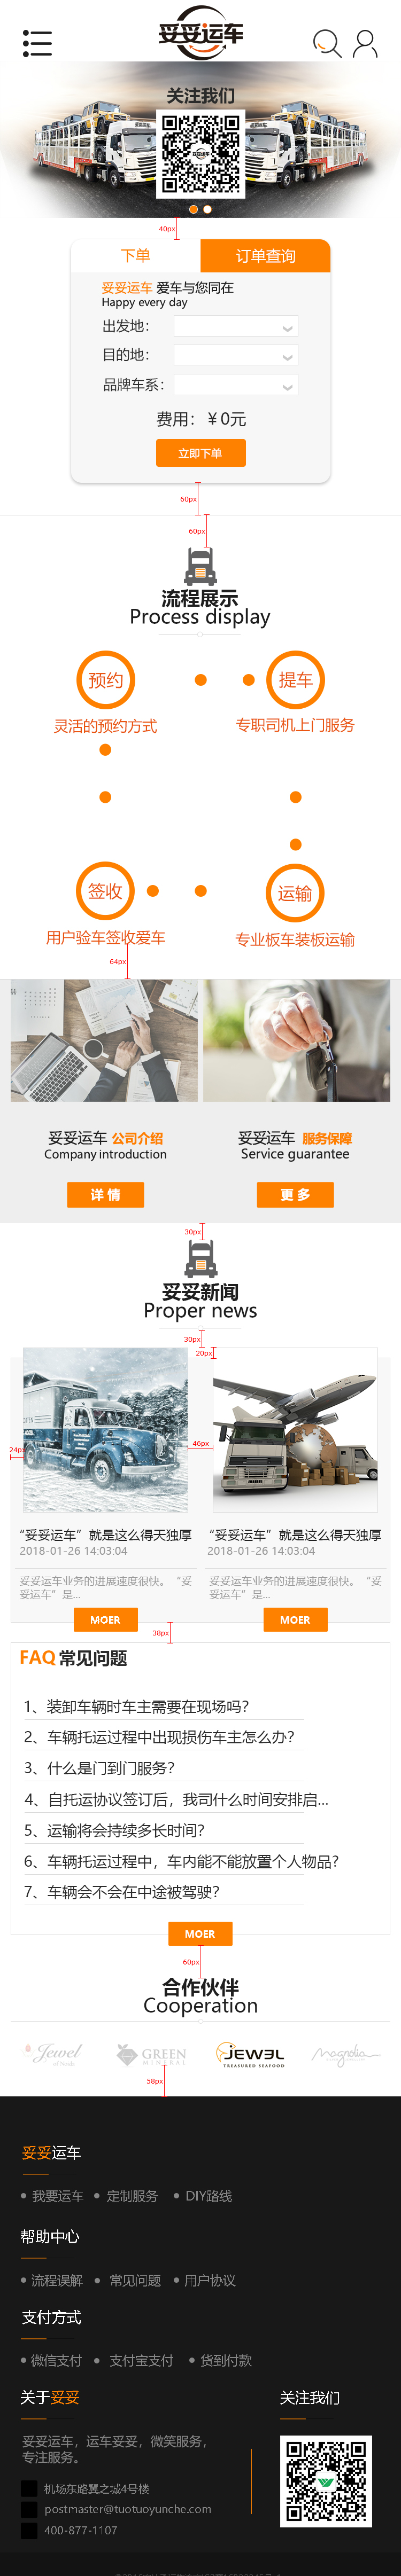 妥妥运车
关注我们
妥妥运车
40px
下单
订单查询
妥妥运车 爱车与您同在
Happy every day
出发地：
目的地：
品牌车系：
费用：￥0元
立即下单
60px
60px
流程展示
Process display
预约
提车
灵活的预约方式
专职司机上门服务
签收
运输
用户验车签收爱车
专业板车装板运输
64px
妥妥运车 公司介绍
Company introduction
妥妥运车 服务保障
Service guarantee
详 情
更 多
30px
妥妥新闻
Proper news
30px
20px
24px
46px
“妥妥运车”就是这么得天独厚
2018-01-26 14:03:04
妥妥运车业务的进展速度很快。“妥
妥运车”是...
MOER
“妥妥运车”就是这么得天独厚
2018-01-26 14:03:04
妥妥运车业务的进展速度很快。“妥
妥运车”是...
MOER
38px
FAQ 常见问题
1、装卸车辆时车主需要在现场吗?
2、车辆托运过程中出现损伤车主怎么办?
3、什么是门到门服务?
4、自托运协议签订后，我司什么时间安排启...
5、运输将会持续多长时间?
6、车辆托运过程中，车内能不能放置个人物品?
7、车辆会不会在中途被驾驶?
MOER
60px
合作伙伴
Cooperation
Jewel
GREEN
MINERAL
JEWEL
TREASURED SEAFOOD
Magnolia
58px
妥妥运车
我要运车
定制服务
DIY路线
帮助中心
流程误解
常见问题
用户协议
支付方式
微信支付
支付宝支付
货到付款
关于妥妥
关注我们
妥妥运车，运车妥妥，微笑服务，
专注服务。
机场东路翼之城4号楼
postmaster@tuotuoyunche.com
400-877-1107